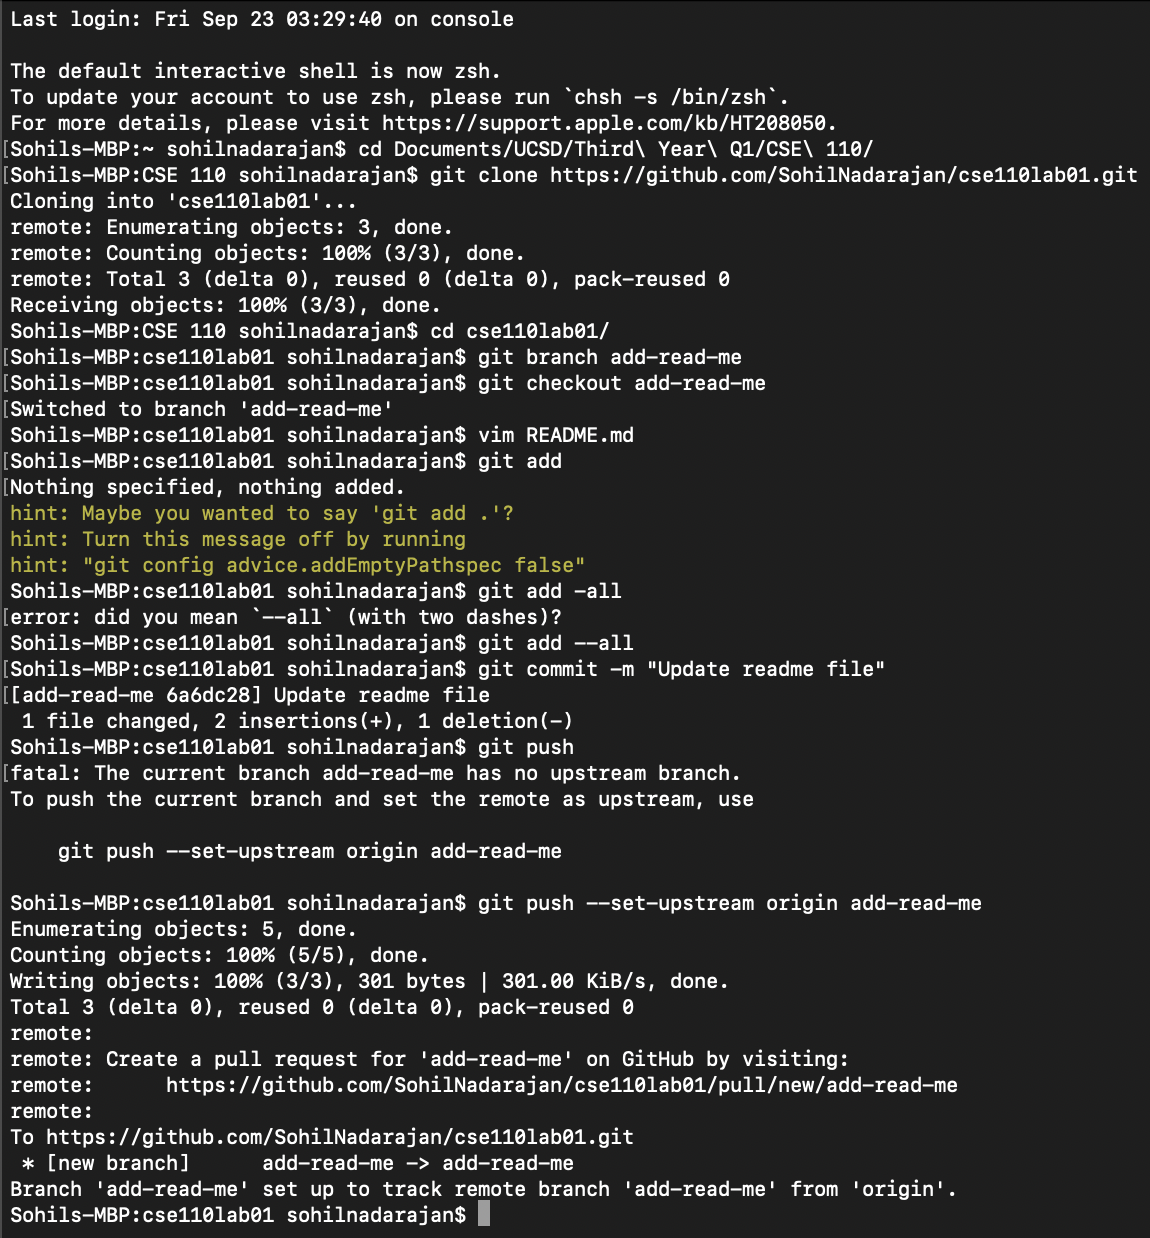 Last login: Fri Sep 23 03:29:40 on console

The default interactive shell is now zsh.
To update your account to use zsh, please run `chsh -s /bin/zsh`.
For more details, please visit https://support.apple.com/kb/HT208050.
[Sohils-MBP:~ sohilnadarajan$ cd Documents/UCSD/Third\ Year\ Q1/CSE\ 110/
[Sohils-MBP:CSE 110 sohilnadarajan$ git clone https://github.com/SohilNadarajan/cse110lab01.git
Cloning into 'cse110lab01'...
remote: Enumerating objects: 3, done.
remote: Counting objects: 100% (3/3), done.
remote: Total 3 (delta 0), reused 0 (delta 0), pack-reused 0
Receiving objects: 100% (3/3), done.
Sohils-MBP:CSE 110 sohilnadarajan$ cd cse110lab01/
[Sohils-MBP:cse110lab01 sohilnadarajan$ git branch add-read-me
[Sohils-MBP:cse110lab01 sohilnadarajan$ git checkout add-read-me
[Switched to branch 'add-read-me'
Sohils-MBP:cse110lab01 sohilnadarajan$ vim README.md
[Sohils-MBP:cse110lab01 sohilnadarajan$ git add
[Nothing specified, nothing added.
hint: Maybe you wanted to say 'git add .'?
hint: Turn this message off by running
hint: "git config advice.addEmptyPathspec false"
Sohils-MBP:cse110lab01 sohilnadarajan$ git add -all
[error: did you mean `--all` (with two dashes)?
Sohils-MBP:cse110lab01 sohilnadarajan$ git add --all
[Sohils-MBP:cse110lab01 sohilnadarajan$ git commit -m "Update readme file"
[[add-read-me 6a6dc28] Update readme file
 1 file changed, 2 insertions(+), 1 deletion(-)
Sohils-MBP:cse110lab01 sohilnadarajan$ git push
[fatal: The current branch add-read-me has no upstream branch.
To push the current branch and set the remote as upstream, use

    git push --set-upstream origin add-read-me

Sohils-MBP:cse110lab01 sohilnadarajan$ git push --set-upstream origin add-read-me
Enumerating objects: 5, done.
Counting objects: 100% (5/5), done.
Writing objects: 100% (3/3), 301 bytes | 301.00 KiB/s, done.
Total 3 (delta 0), reused 0 (delta 0), pack-reused 0
remote:
remote: Create a pull request for 'add-read-me' on GitHub by visiting:
remote:      https://github.com/SohilNadarajan/cse110lab01/pull/new/add-read-me
remote:
To https://github.com/SohilNadarajan/cse110lab01.git
 * [new branch]      add-read-me -> add-read-me
Branch 'add-read-me' set up to track remote branch 'add-read-me' from 'origin'.
Sohils-MBP:cse110lab01 sohilnadarajan$